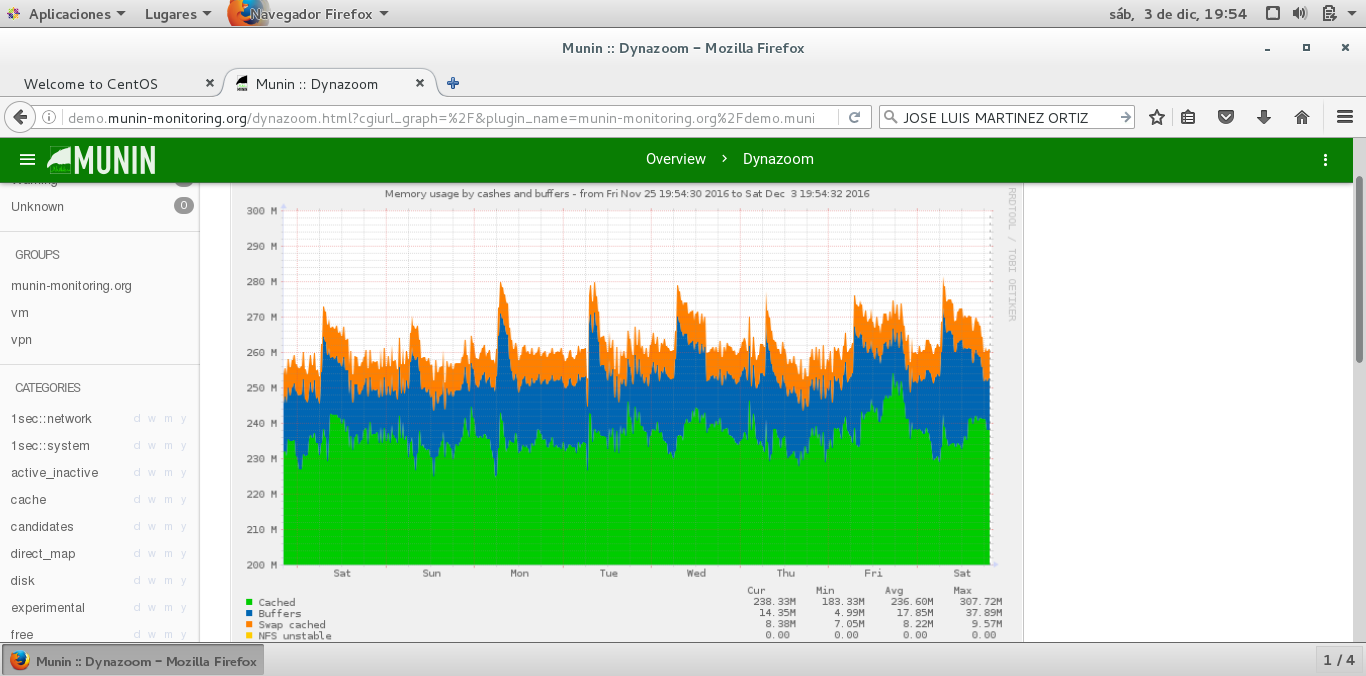 Aplicaciones Lugares Navegador Firefox sáb, 3 de dic, 19:54
Munin :: Dynazoom – Mozilla Firefox
Welcome to CentOS Munin :: Dynazoom
demo.munin-monitoring.org/dynazoom.html?cgiurl_graph=%2F&plugin_name=munin-monitoring.org%2Fdemo.muni JOSE LUIS MARTINEZ ORTIZ
MUNIN Overview Dynazoom
Unknown 0
GROUPS
munin-monitoring.org
vm
vpn
CATEGORIES
1sec::network d w m y
1sec::system d w m y
active_inactive d w m y
cache d w m y
candidates d w m y
direct_map d w m y
disk d w m y
experimental d w m y
free d w m y
Memory usage by cashes and buffers - from Fri Nov 25 19:54:30 2016 to Sat Dec 3 19:54:32 2016
RRDTOOL / TOBI OETIKER
300 M
290 M
280 M
270 M
260 M
250 M
240 M
230 M
220 M
210 M
200 M
Sat Sun Mon Tue Wed Thu Fri Sat
Cur Min Avg Max
Cached 238.33M 183.33M 236.60M 307.72M
Buffers 14.35M 4.99M 17.85M 37.89M
Swap cached 8.38M 7.05M 8.22M 9.57M
NFS unstable 0.00 0.00 0.00 0.00
Munin :: Dynazoom – Mozilla Firefox 1 / 4